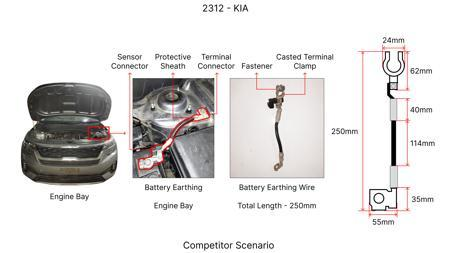 2312 - KIA
Sensor Connector
Protective Sheath
Terminal Connector
Fastener
Casted Terminal Clamp
24mm
62mm
40mm
250mm
114mm
35mm
55mm
Engine Bay
Battery Earthing
Engine Bay
Battery Earthing Wire
Total Length - 250mm
Competitor Scenario